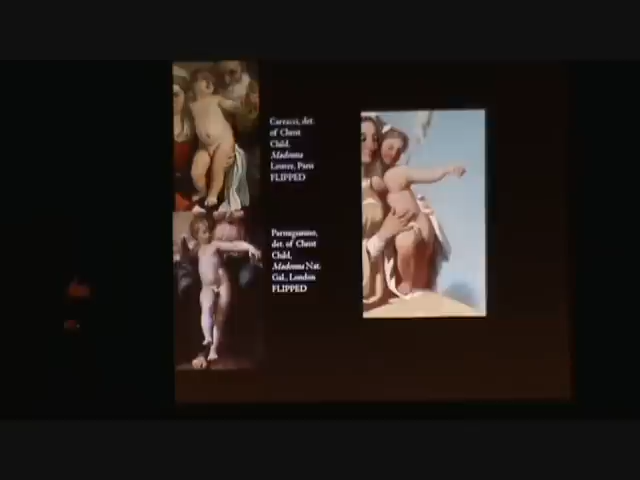 Carracci, det.
of Christ
Child,
Madonna
Louvre, Paris
FLIPPED
Parmigianino,
det. of Christ
Child,
Madonna Nat.
Gal., London
FLIPPED